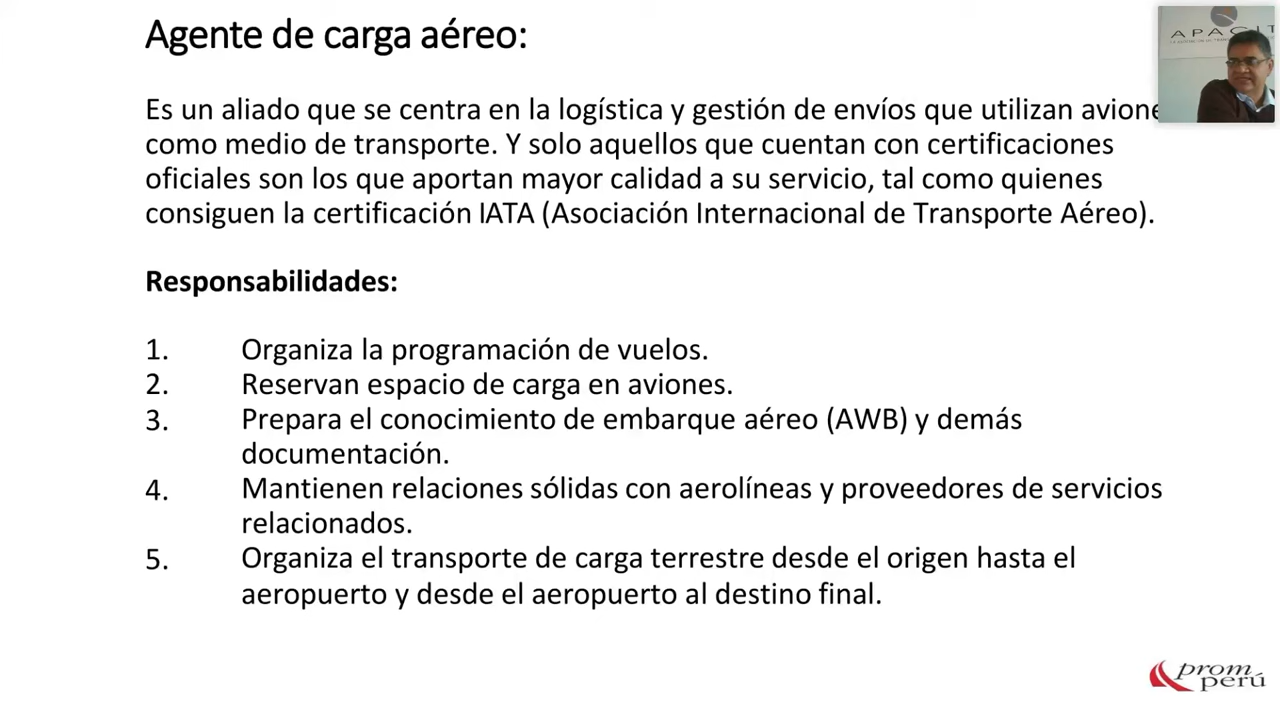 Agente de carga aéreo:
APACIT
Es un aliado que se centra en la logística y gestión de envíos que utilizan avione
como medio de transporte. Y solo aquellos que cuentan con certificaciones
oficiales son los que aportan mayor calidad a su servicio, tal como quienes
consiguen la certificación IATA (Asociación Internacional de Transporte Aéreo).
Responsabilidades:
1. Organiza la programación de vuelos.
2. Reservan espacio de carga en aviones.
3. Prepara el conocimiento de embarque aéreo (AWB) y demás
documentación.
4. Mantienen relaciones sólidas con aerolíneas y proveedores de servicios
relacionados.
5. Organiza el transporte de carga terrestre desde el origen hasta el
aeropuerto y desde el aeropuerto al destino final.
prom
perú